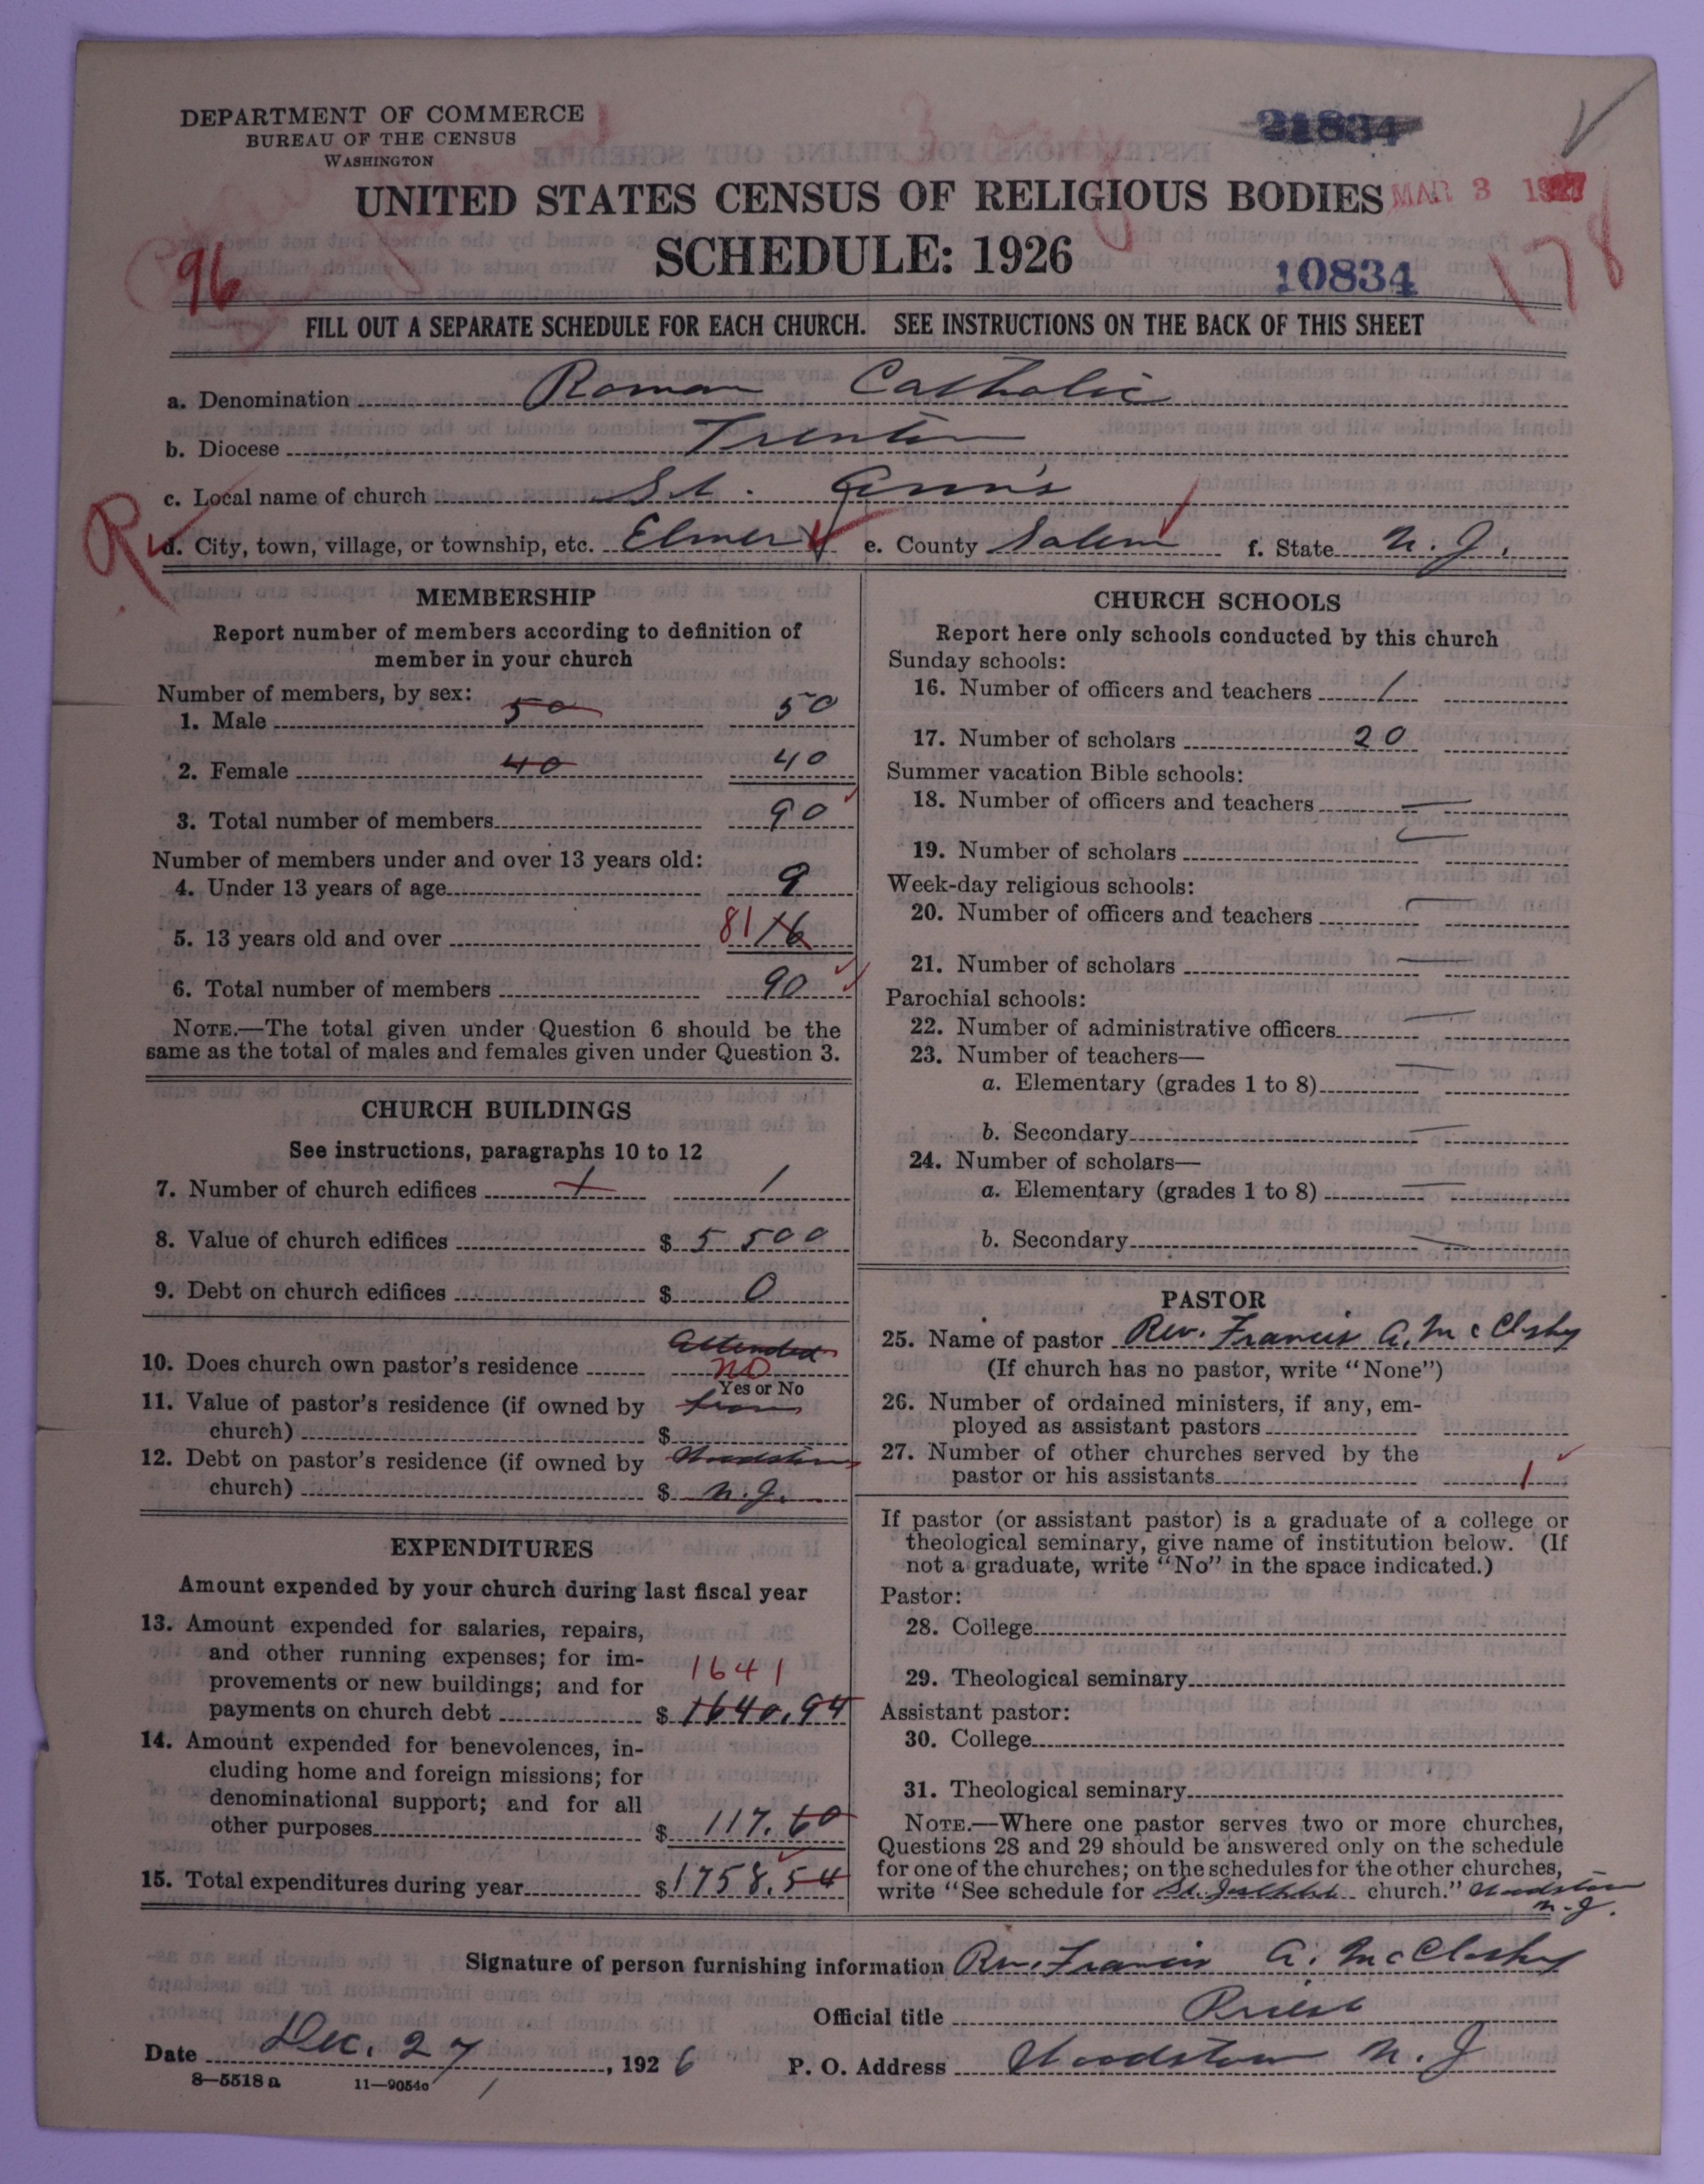 DEPARTMENT OF COMMERCE
BUREAU OF THE CENSUS
WASHINGTON
21834
UNITED STATES CENSUS OF RELIGIOUS BODIES
MAR 3 1927
SCHEDULE: 1926
96
10834
178
FILL OUT A SEPARATE SCHEDULE FOR EACH CHURCH. SEE INSTRUCTIONS ON THE BACK OF THIS SHEET
a. Denomination Roman Catholic
b. Diocese Trenton
c. Local name of church St. Ann's
R
d. City, town, village, or township, etc. Elmer e. County Salem f. State N. J.
MEMBERSHIP
Report number of members according to definition of
member in your church
Number of members, by sex:
1. Male 50 50
2. Female 40 40
3. Total number of members 90
Number of members under and over 13 years old:
4. Under 13 years of age 9
5. 13 years old and over 81
6. Total number of members 90
NOTE.—The total given under Question 6 should be the
same as the total of males and females given under Question 3.
CHURCH BUILDINGS
See instructions, paragraphs 10 to 12
7. Number of church edifices 1 1
8. Value of church edifices $ 5 500
9. Debt on church edifices $ 0
Attended
10. Does church own pastor's residence no
Yes or No
11. Value of pastor's residence (if owned by from
church) $
12. Debt on pastor's residence (if owned by Woodstown
church) $ N. J.
EXPENDITURES
Amount expended by your church during last fiscal year
13. Amount expended for salaries, repairs,
and other running expenses; for im-
provements or new buildings; and for 1641
payments on church debt $ 1640.94
14. Amount expended for benevolences, in-
cluding home and foreign missions; for
denominational support; and for all
other purposes $ 117.60
15. Total expenditures during year $ 1758.54
CHURCH SCHOOLS
Report here only schools conducted by this church
Sunday schools:
16. Number of officers and teachers 1
17. Number of scholars 20
Summer vacation Bible schools:
18. Number of officers and teachers —
19. Number of scholars —
Week-day religious schools:
20. Number of officers and teachers —
21. Number of scholars —
Parochial schools:
22. Number of administrative officers —
23. Number of teachers—
a. Elementary (grades 1 to 8) —
b. Secondary —
24. Number of scholars—
a. Elementary (grades 1 to 8) —
b. Secondary —
PASTOR
25. Name of pastor Rev. Francis A. McClsky
(If church has no pastor, write "None")
26. Number of ordained ministers, if any, em-
ployed as assistant pastors
27. Number of other churches served by the
pastor or his assistants 1
If pastor (or assistant pastor) is a graduate of a college or
theological seminary, give name of institution below. (If
not a graduate, write "No" in the space indicated.)
Pastor:
28. College
29. Theological seminary
Assistant pastor:
30. College
31. Theological seminary
NOTE.—Where one pastor serves two or more churches,
Questions 28 and 29 should be answered only on the schedule
for one of the churches; on the schedules for the other churches,
write "See schedule for St. church." Woodstown
N. J.
Signature of person furnishing information Rev. Francis A. McCloskey
Official title Priest
Date Dec. 27, 1926 P. O. Address Woodstown N. J
8—5518 a 11—9054c